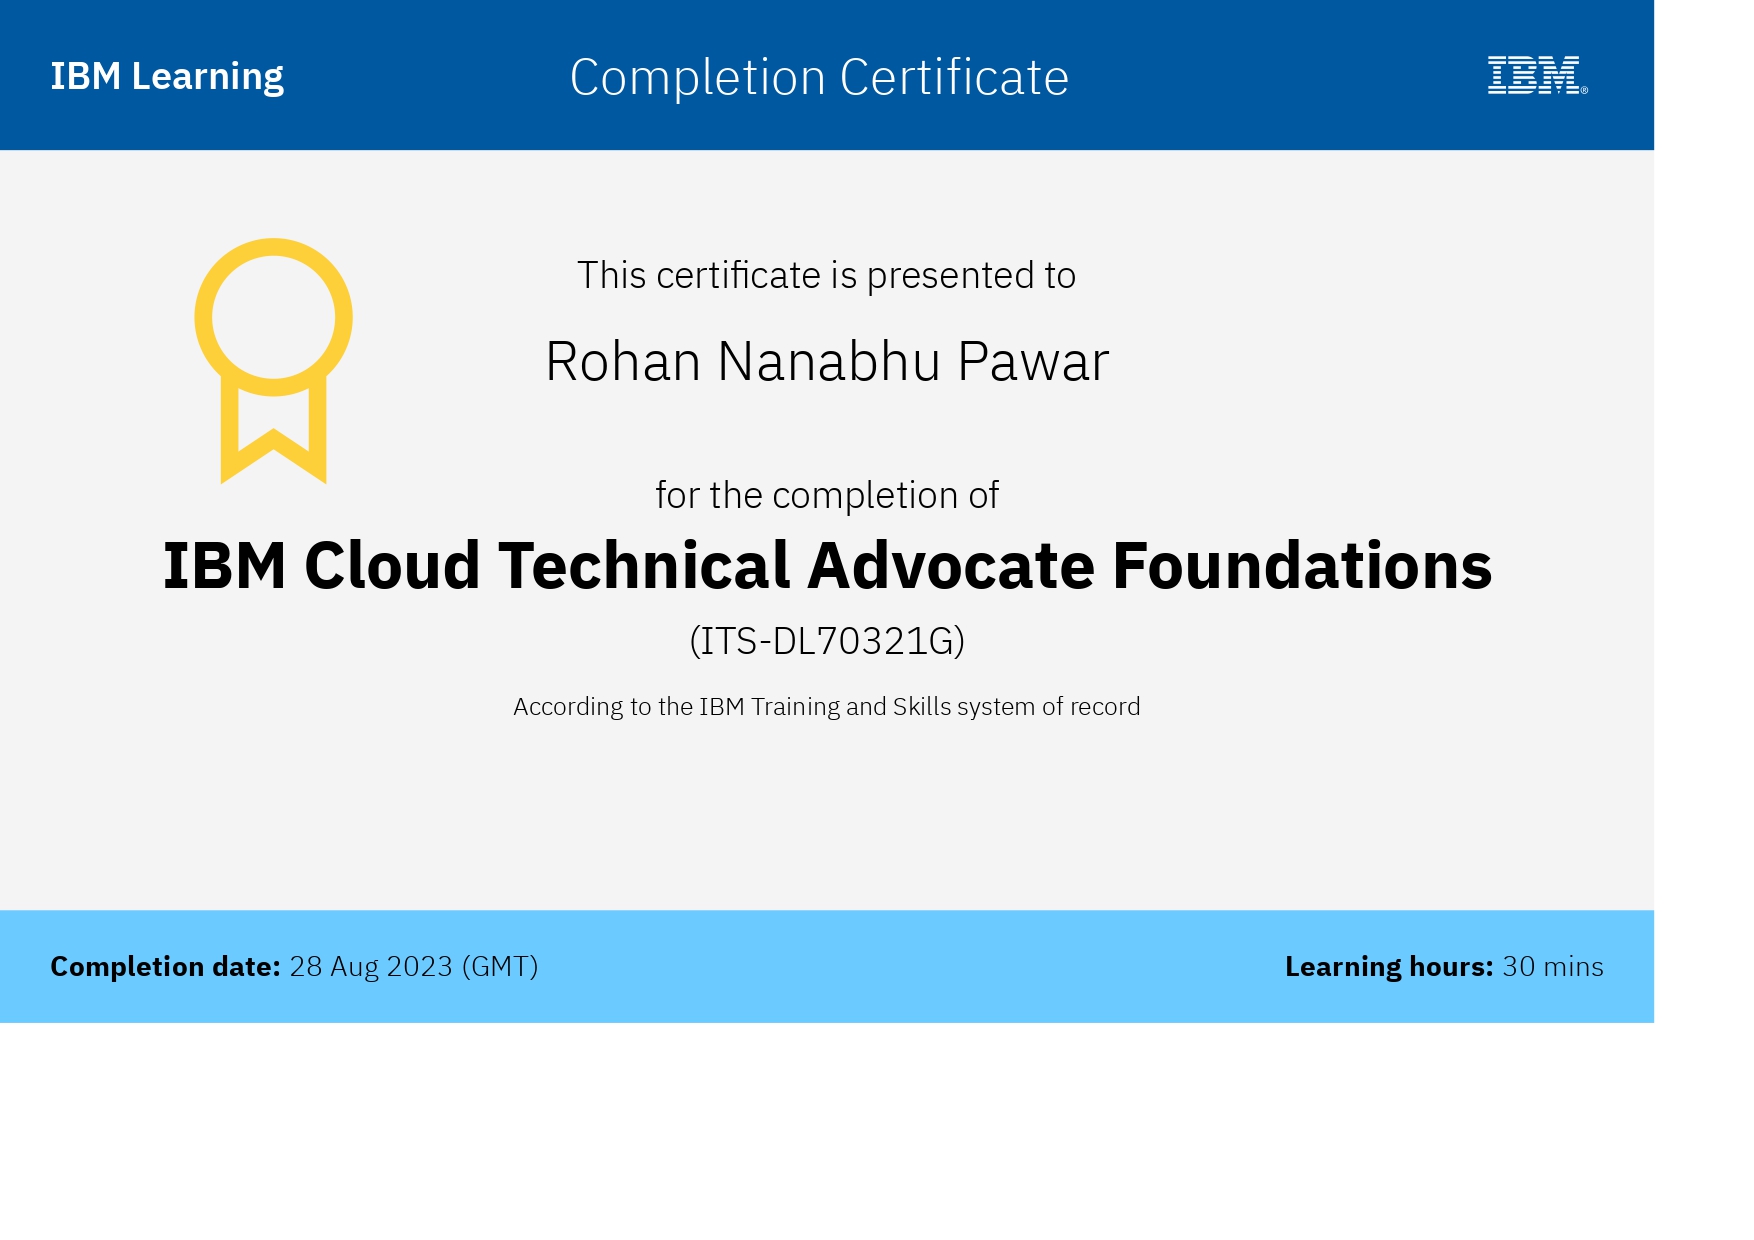 IBM Learning
Completion Certificate
IBM®
This certificate is presented to
Rohan Nanabhu Pawar
for the completion of
IBM Cloud Technical Advocate Foundations
(ITS-DL70321G)
According to the IBM Training and Skills system of record
Completion date: 28 Aug 2023 (GMT)
Learning hours: 30 mins